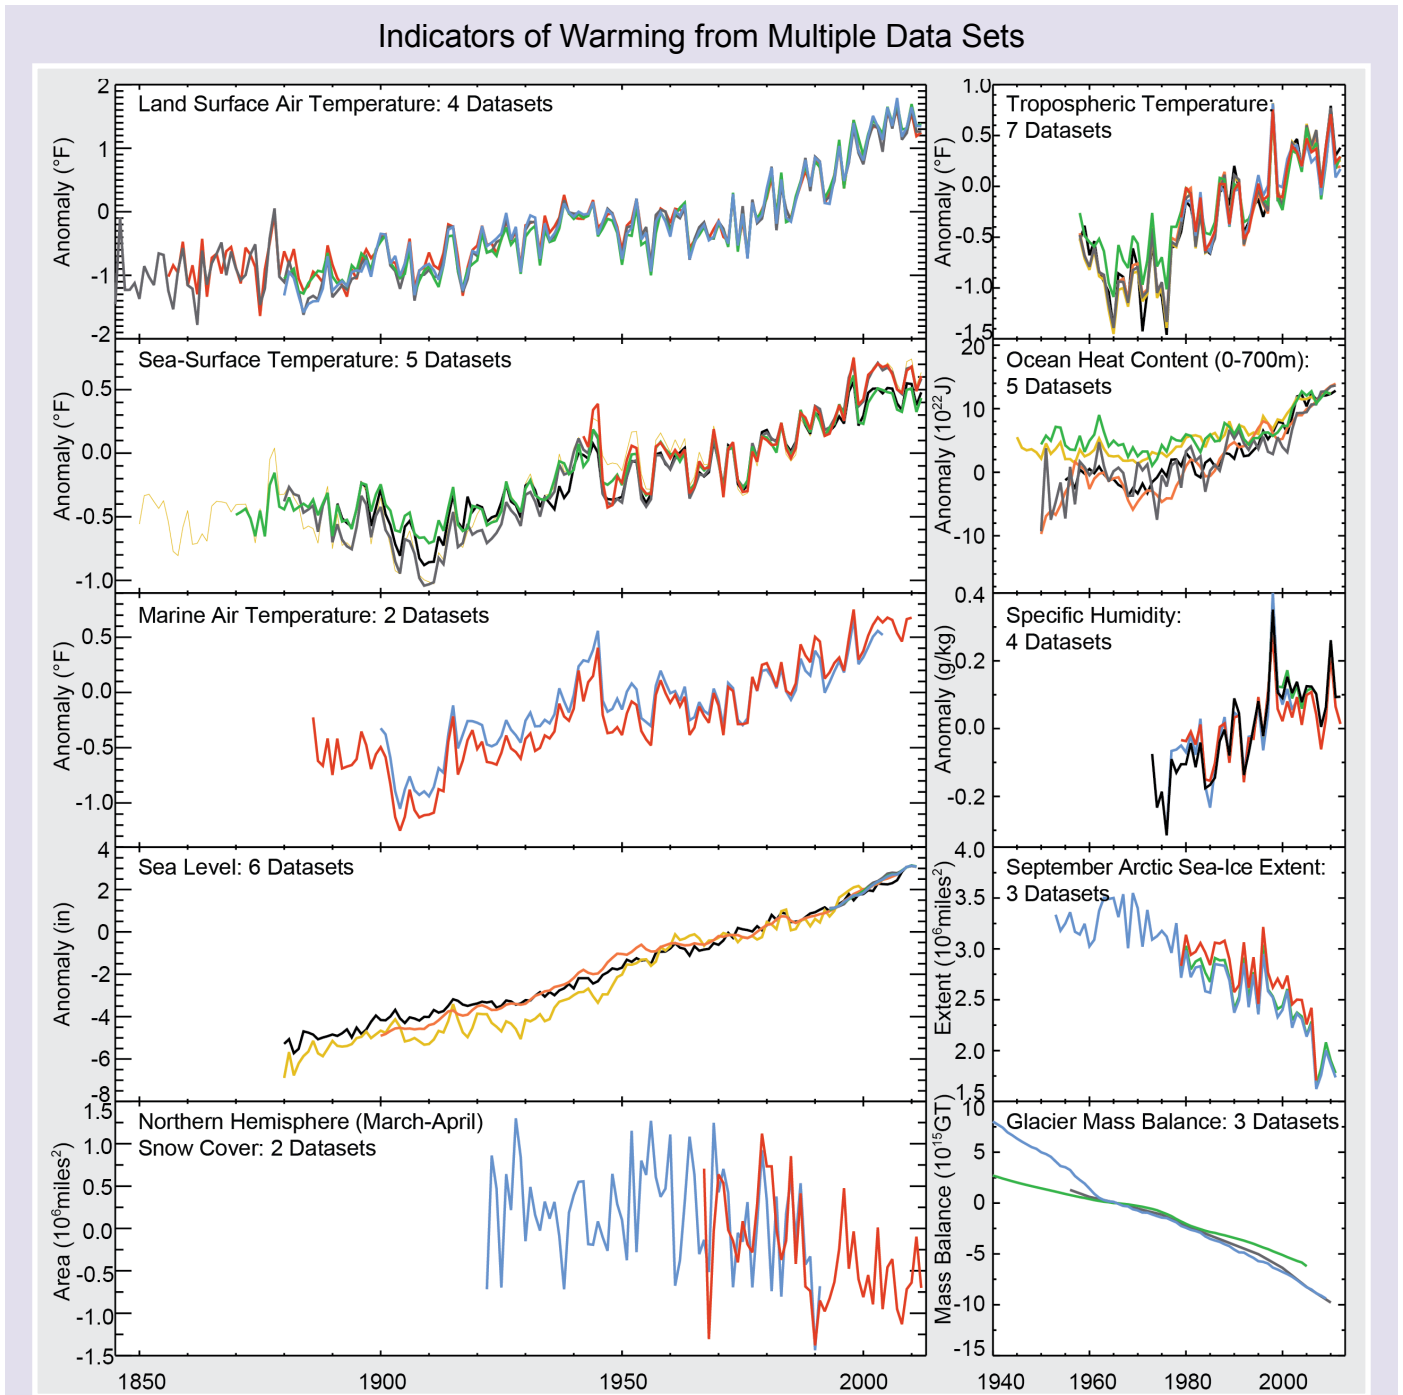 Indicators of Warming from Multiple Data Sets
Land Surface Air Temperature: 4 Datasets
Anomaly (°F)
2
1
0
-1
-2
Sea-Surface Temperature: 5 Datasets
Anomaly (°F)
0.5
0.0
-0.5
-1.0
Marine Air Temperature: 2 Datasets
Anomaly (°F)
0.5
0.0
-0.5
-1.0
Sea Level: 6 Datasets
Anomaly (in)
4
2
0
-2
-4
-6
-8
Northern Hemisphere (March-April)
Snow Cover: 2 Datasets
Area (10⁶miles²)
1.5
1.0
0.5
0.0
-0.5
-1.0
-1.5
1850 1900 1950 2000
Tropospheric Temperature:
7 Datasets
Anomaly (°F)
1.0
0.5
0.0
-0.5
-1.0
-1.5
Ocean Heat Content (0-700m):
5 Datasets
Anomaly (10²²J)
20
10
0
-10
Specific Humidity:
4 Datasets
Anomaly (g/kg)
0.4
0.2
0.0
-0.2
September Arctic Sea-Ice Extent:
3 Datasets
Extent (10⁶miles²)
4.0
3.5
3.0
2.5
2.0
1.5
Glacier Mass Balance: 3 Datasets
Mass Balance (10¹⁵GT)
10
5
0
-5
-10
-15
1940 1960 1980 2000